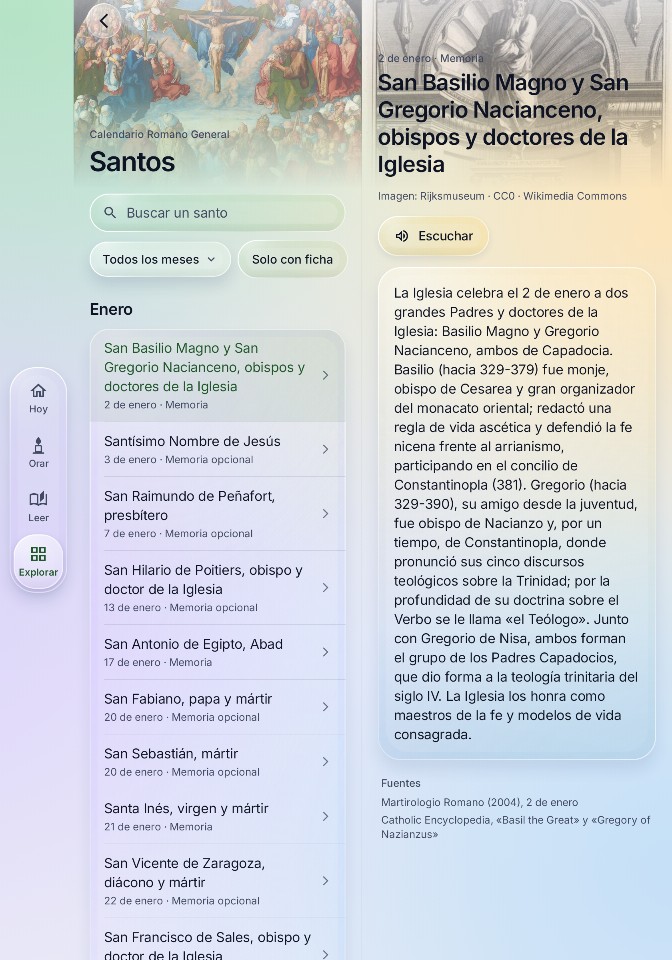 Calendario Romano General
Santos
Buscar un santo
Todos los meses
Solo con ficha
Enero
San Basilio Magno y San
Gregorio Nacianceno, obispos y
doctores de la Iglesia
2 de enero · Memoria
Santísimo Nombre de Jesús
3 de enero · Memoria opcional
San Raimundo de Peñafort,
presbítero
7 de enero · Memoria opcional
San Hilario de Poitiers, obispo y
doctor de la Iglesia
13 de enero · Memoria opcional
San Antonio de Egipto, Abad
17 de enero · Memoria
San Fabiano, papa y mártir
20 de enero · Memoria opcional
San Sebastián, mártir
20 de enero · Memoria opcional
Santa Inés, virgen y mártir
21 de enero · Memoria
San Vicente de Zaragoza,
diácono y mártir
22 de enero · Memoria opcional
San Francisco de Sales, obispo y
doctor de la Iglesia
Hoy
Orar
Leer
Explorar
2 de enero · Memoria
San Basilio Magno y San
Gregorio Nacianceno,
obispos y doctores de la
Iglesia
Imagen: Rijksmuseum · CC0 · Wikimedia Commons
Escuchar
La Iglesia celebra el 2 de enero a dos
grandes Padres y doctores de la
Iglesia: Basilio Magno y Gregorio
Nacianceno, ambos de Capadocia.
Basilio (hacia 329-379) fue monje,
obispo de Cesarea y gran organizador
del monacato oriental; redactó una
regla de vida ascética y defendió la fe
nicena frente al arrianismo,
participando en el concilio de
Constantinopla (381). Gregorio (hacia
329-390), su amigo desde la juventud,
fue obispo de Nacianzo y, por un
tiempo, de Constantinopla, donde
pronunció sus cinco discursos
teológicos sobre la Trinidad; por la
profundidad de su doctrina sobre el
Verbo se le llama «el Teólogo». Junto
con Gregorio de Nisa, ambos forman
el grupo de los Padres Capadocios,
que dio forma a la teología trinitaria del
siglo IV. La Iglesia los honra como
maestros de la fe y modelos de vida
consagrada.
Fuentes
Martirologio Romano (2004), 2 de enero
Catholic Encyclopedia, «Basil the Great» y «Gregory of
Nazianzus»